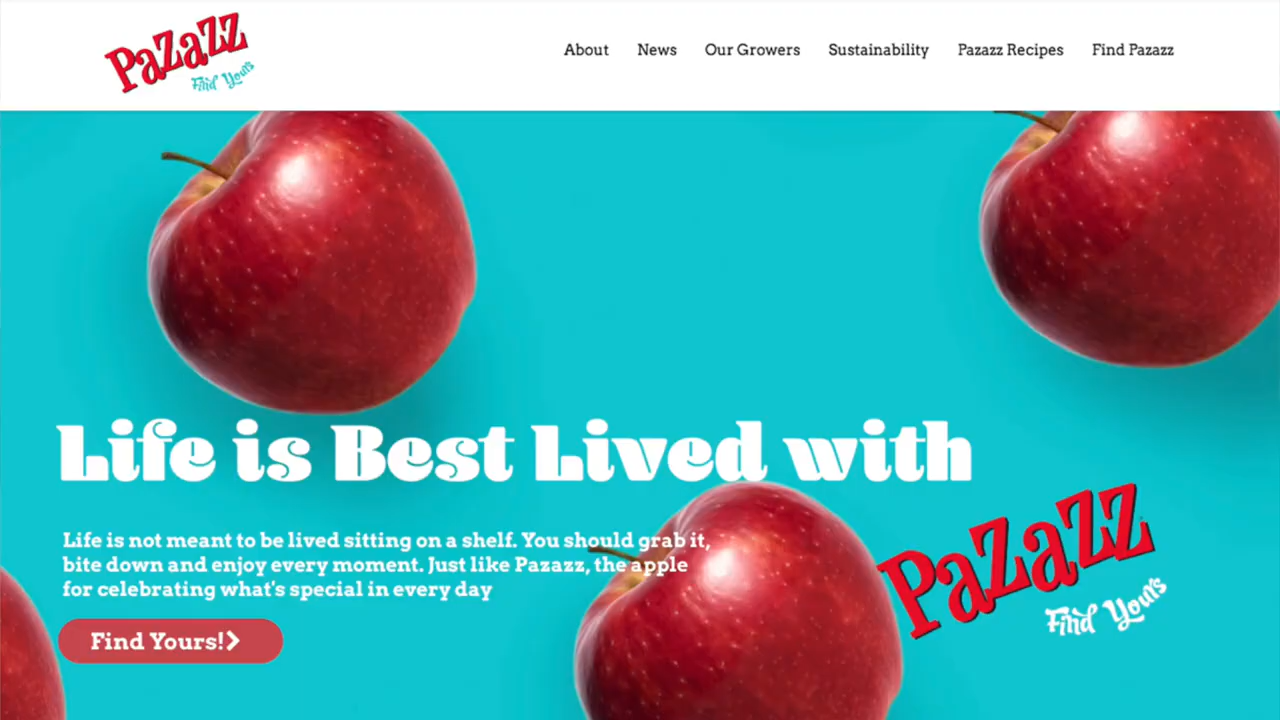 PaZaZZ
Find Yours
About News Our Growers Sustainability Pazazz Recipes Find Pazazz
Life is Best Lived with
PaZaZZ
Find Yours
Life is not meant to be lived sitting on a shelf. You should grab it,
bite down and enjoy every moment. Just like Pazazz, the apple
for celebrating what's special in every day
Find Yours!